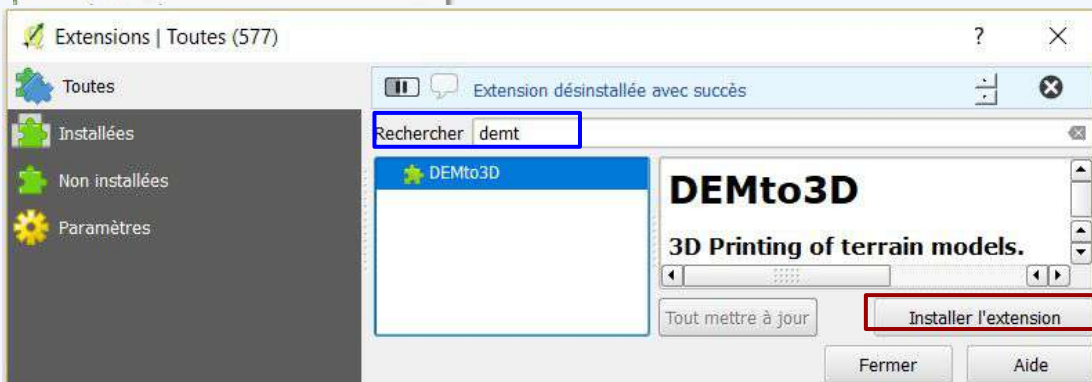 Extensions | Toutes (577)
?
Toutes
Extension désinstallée avec succès
Installées
Rechercher demt
Non installées
DEMto3D
DEMto3D
Paramètres
3D Printing of terrain models.
Tout mettre à jour
Installer l'extension
Fermer
Aide